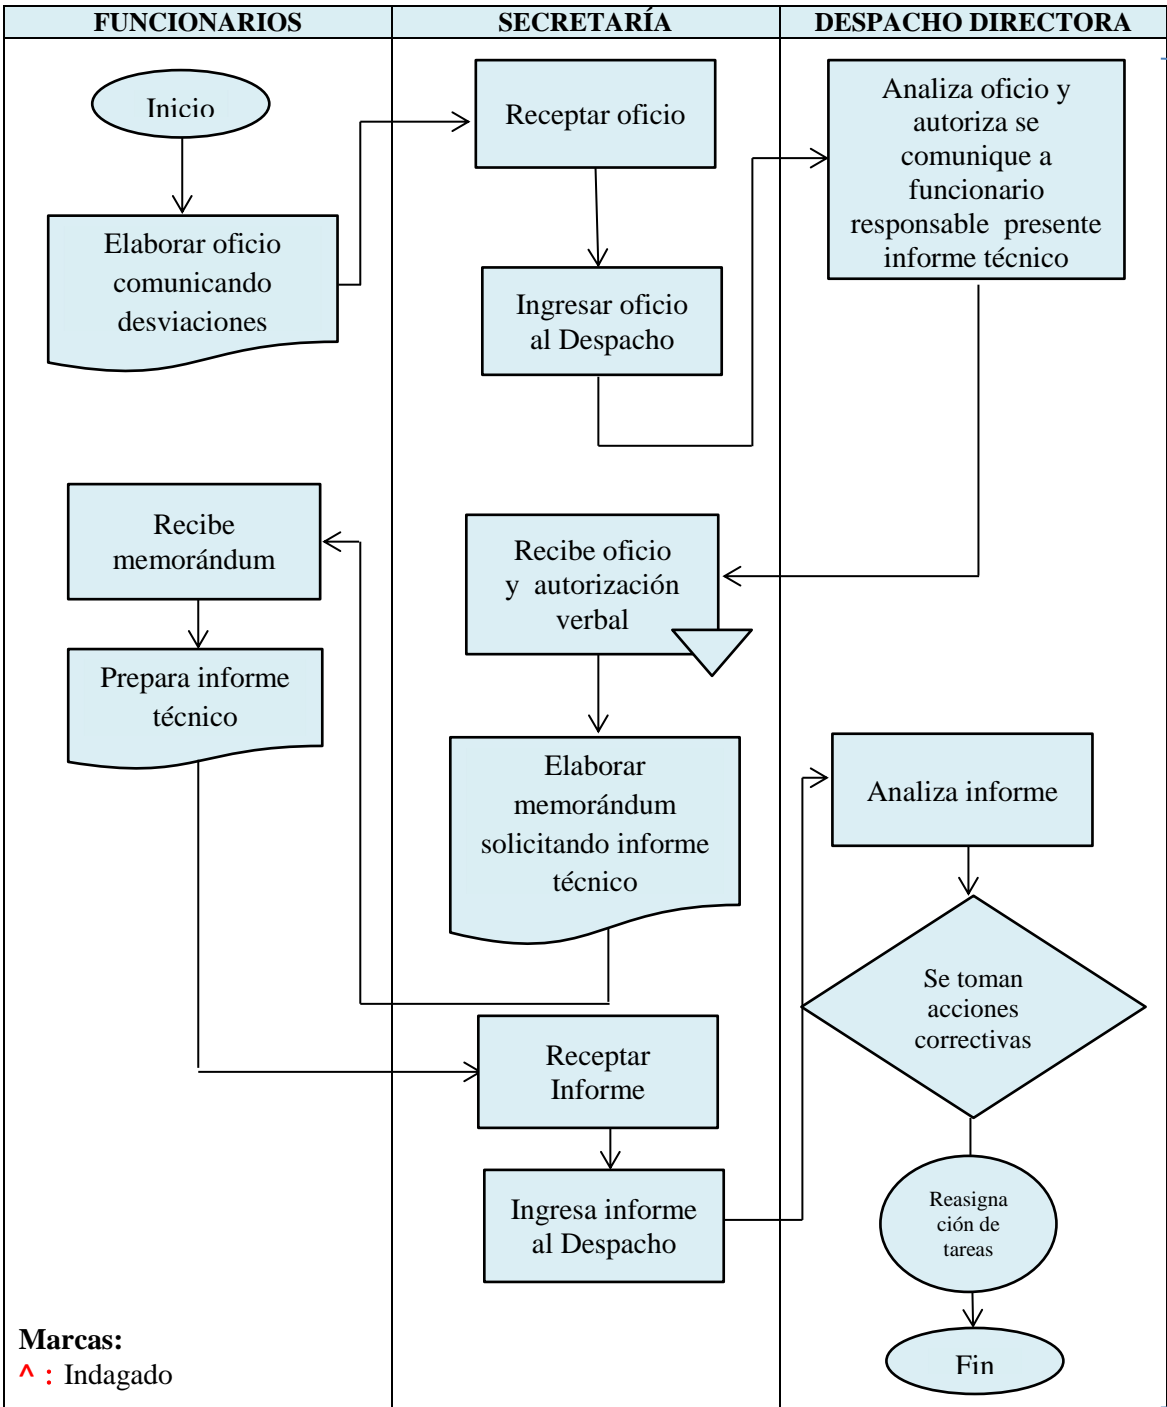 FUNCIONARIOS
SECRETARÍA
DESPACHO DIRECTORA
Inicio
Elaborar oficio
comunicando
desviaciones
Receptar oficio
Ingresar oficio
al Despacho
Analiza oficio y
autoriza se
comunique a
funcionario
responsable presente
informe técnico
Recibe oficio
y autorización
verbal
Elaborar
memorándum
solicitando informe
técnico
Recibe
memorándum
Prepara informe
técnico
Receptar
Informe
Ingresa informe
al Despacho
Analiza informe
Se toman
acciones
correctivas
Reasigna
ción de
tareas
Fin
Marcas:
^ : Indagado